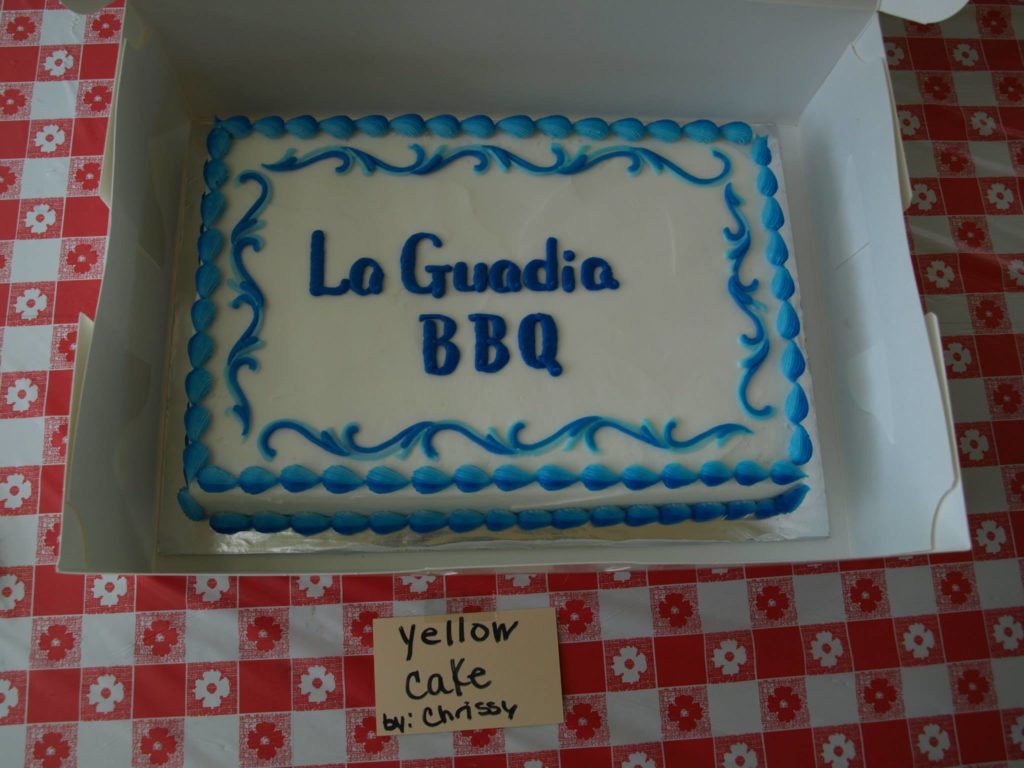 La Guadia
BBQ
yellow
cake
by: Chrissy